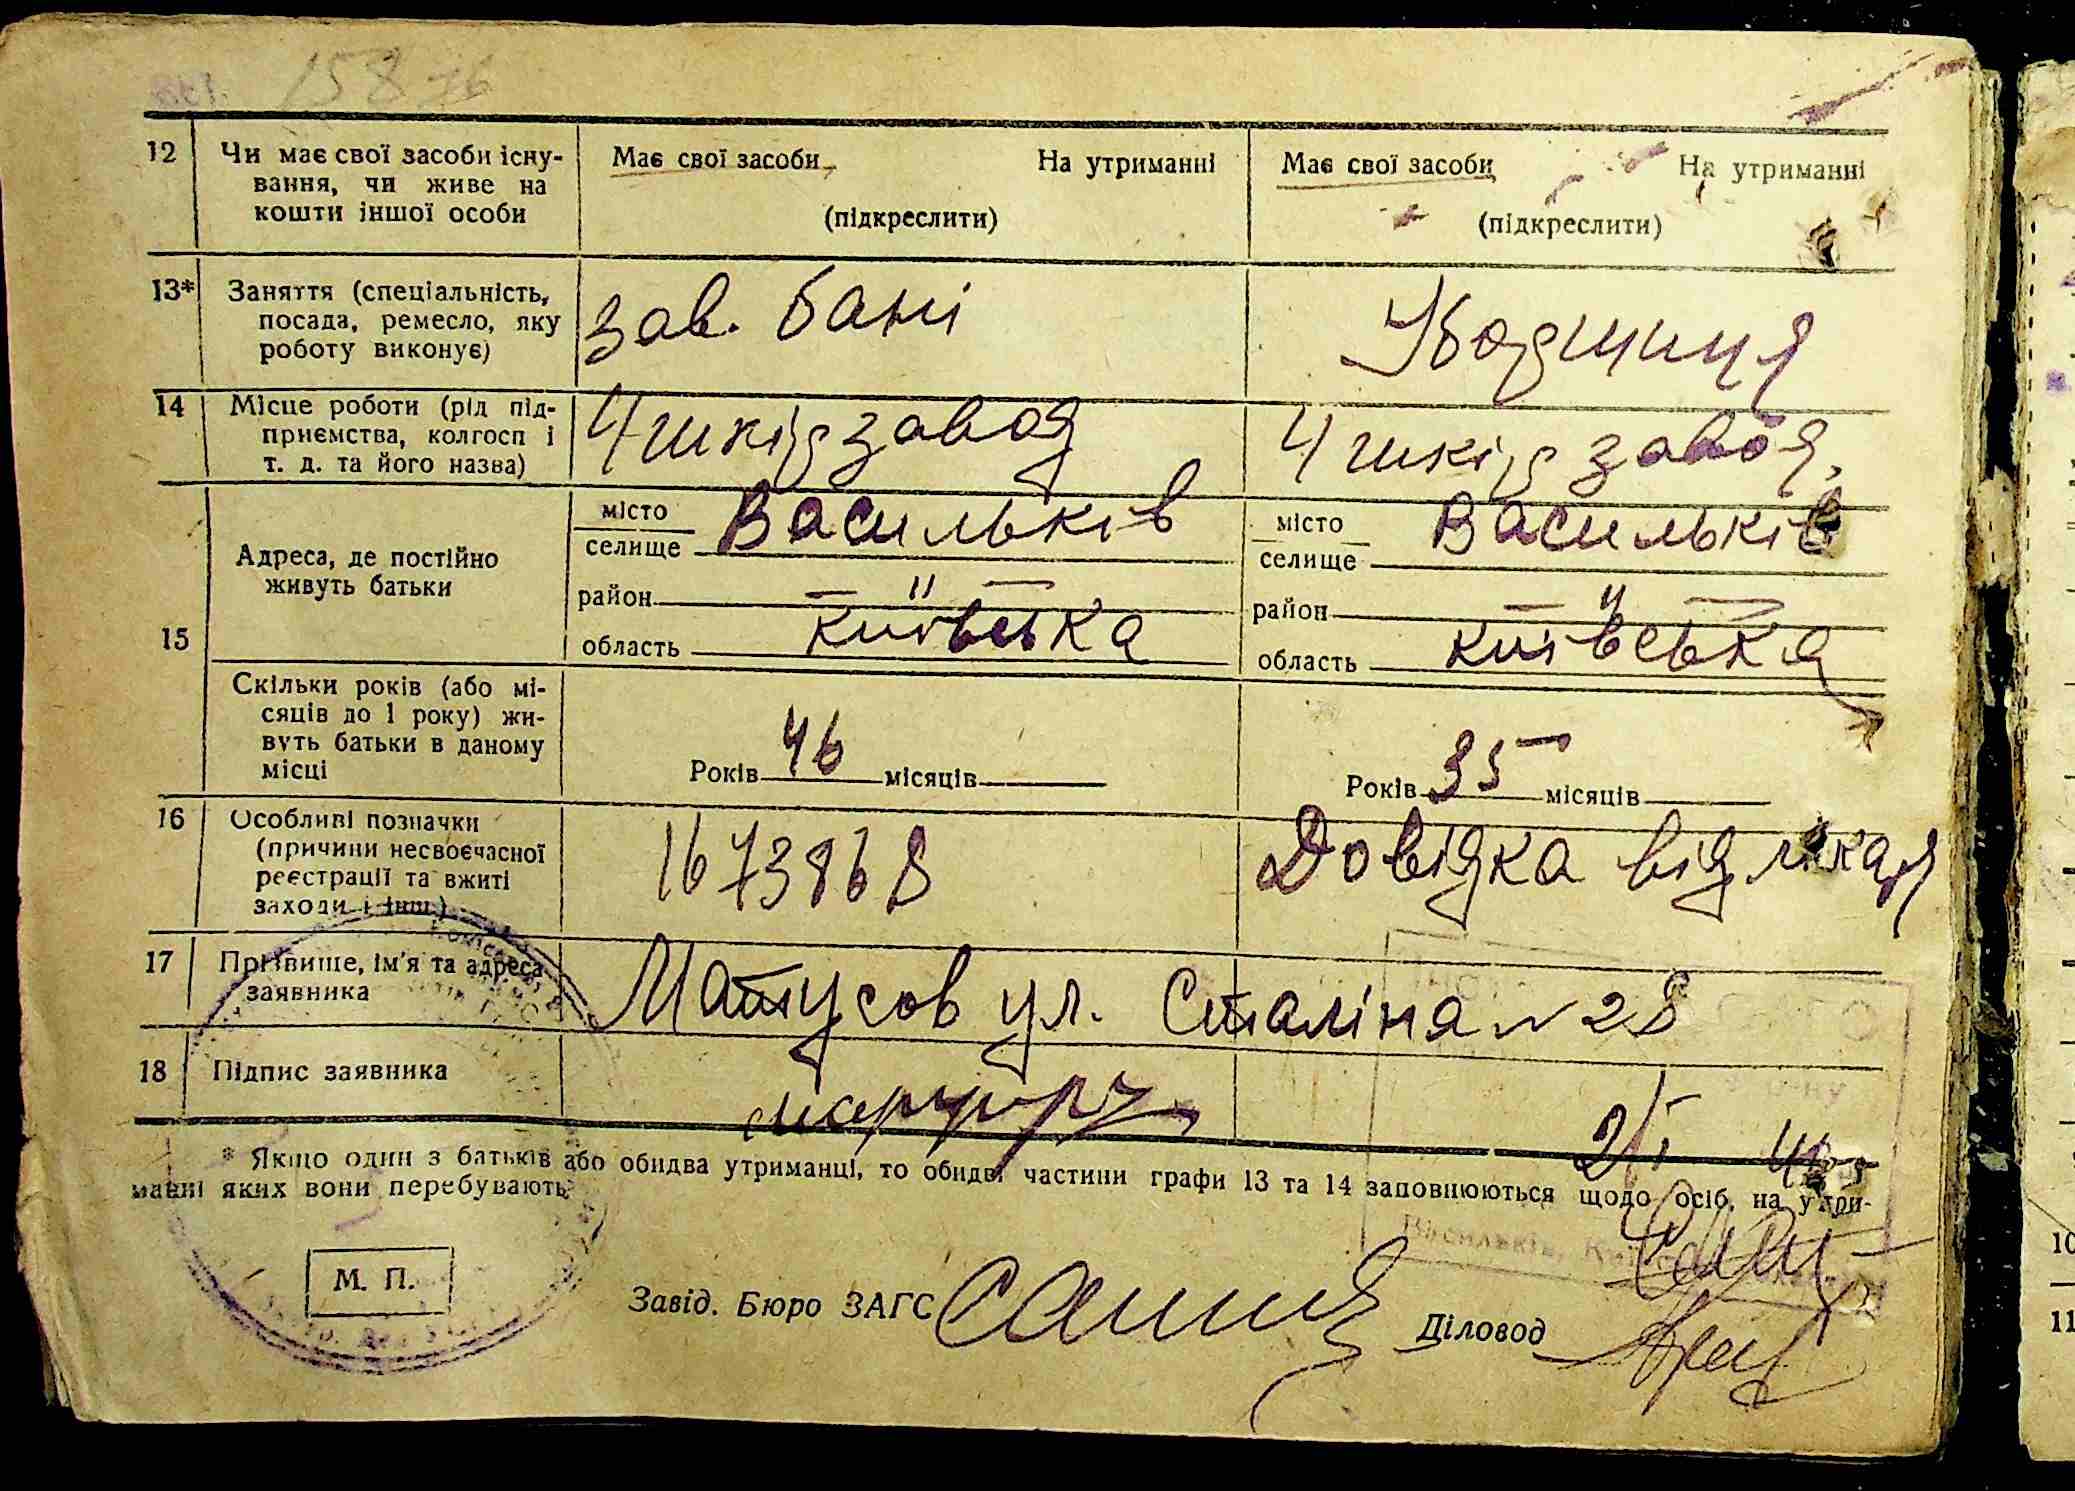 158 76
12 Чи має свої засоби існу-
вання, чи живе на
кошти іншої особи
Має свої засоби На утриманні
(підкреслити)
Має свої засоби На утриманні
(підкреслити)
13* Заняття (спеціальність,
посада, ремесло, яку
роботу виконує)
зав. бані
14 Місце роботи (рід під-
приємства, колгосп і
т. д. та його назва)
Чшкірзавод
Чшкірзавод
15 Адреса, де постійно
живуть батьки
місто
селище Васильків
район — " —
область київська
місто
селище Васильків
район — " —
область київська
Скільки років (або мі-
сяців до 1 року) жи-
вуть батьки в даному
місці
Років 46 місяців
Років 35 місяців
16 Особливі позначки
(причини несвоєчасної
реєстрації та вжиті
заходи і інш.)
1673868
Довідка від лікаря
17 Прізвище, ім'я та адреса
заявника
Матусов ул. Сталіна N 28
18 Підпис заявника
* Якщо один з батьків або обидва утриманці, то обидві частини графи 13 та 14 заповнюються щодо осіб, на утри-
манні яких вони перебувають.
М. П.
Завід. Бюро ЗАГС
Діловод
10
11